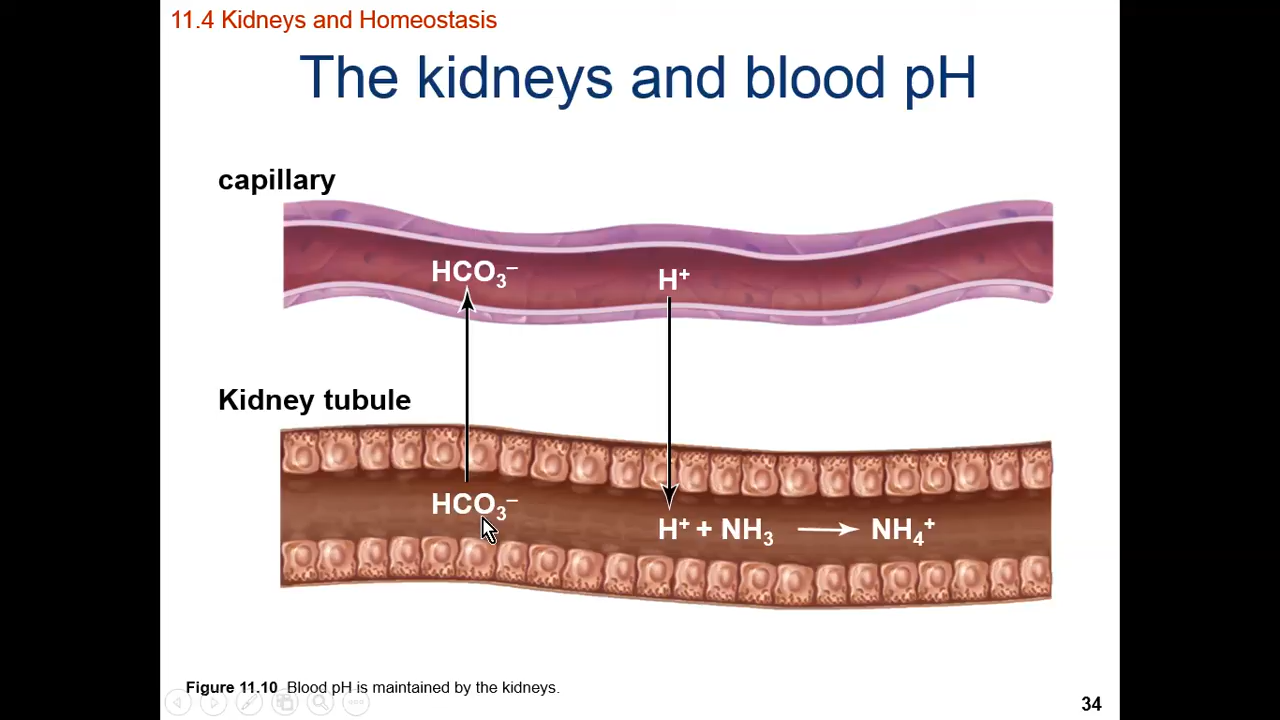 11.4 Kidneys and Homeostasis
The kidneys and blood pH
capillary
HCO₃⁻ H⁺
Kidney tubule
HCO₃⁻
H⁺ + NH₃ ⟶ NH₄⁺
Figure 11.10 Blood pH is maintained by the kidneys.
34